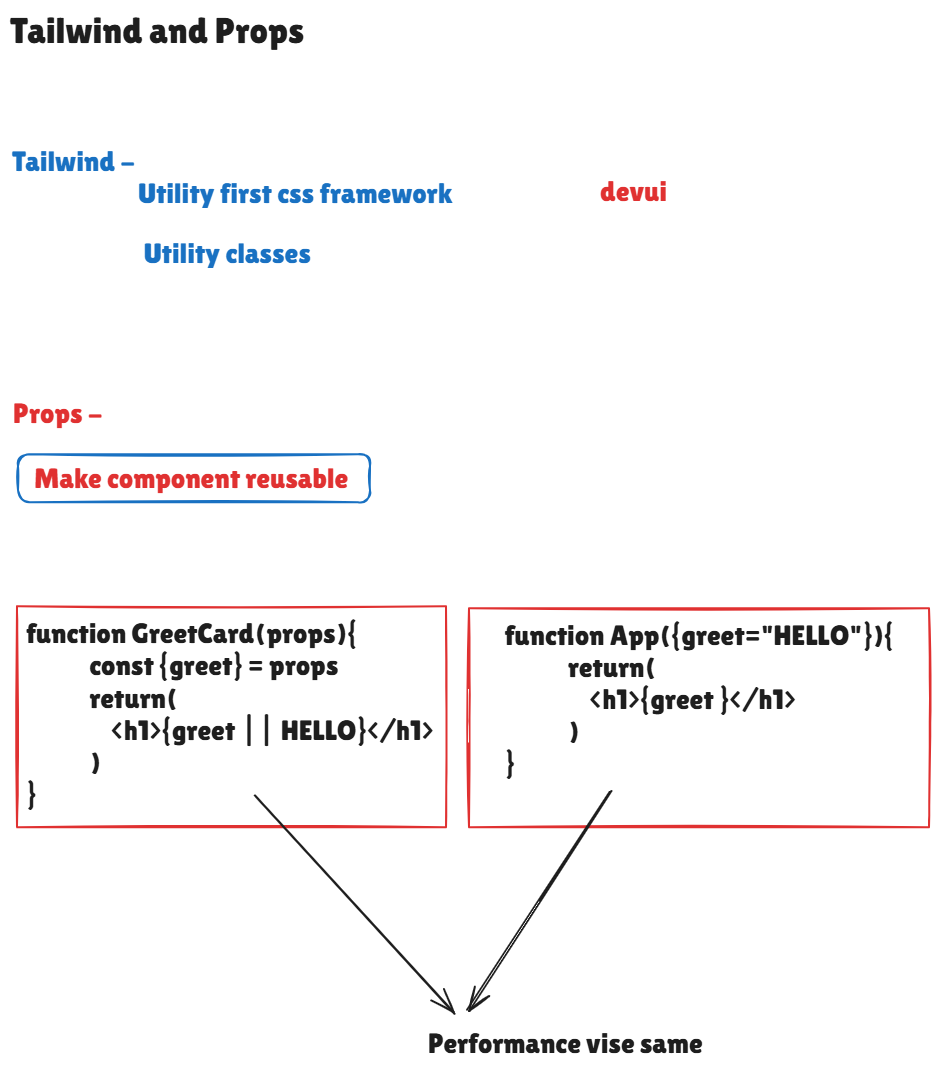 Tailwind and Props
Tailwind -
Utility first css framework
devui
Utility classes
Props -
Make component reusable
function GreetCard(props){
const {greet} = props
return(
<h1>{greet || HELLO}</h1>
)
}
function App({greet="HELLO"}){
return(
<h1>{greet }</h1>
)
}
Performance vise same